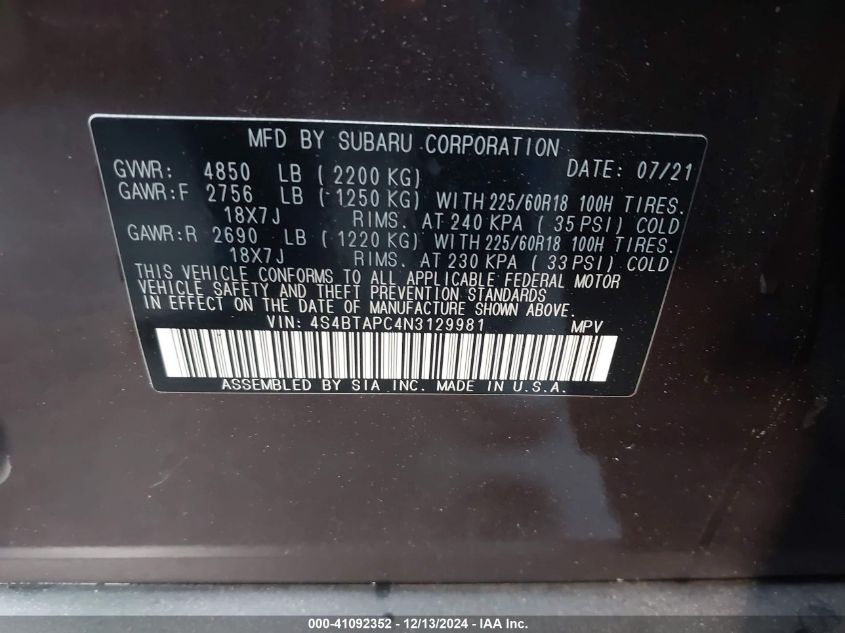 MFD BY SUBARU CORPORATION DATE: 07/21
GVWR: 4850 LB ( 2200 KG)
GAWR:F 2756 LB ( 1250 KG) WITH 225/60R18 100H TIRES.
18X7J RIMS. AT 240 KPA ( 35 PSI) COLD
GAWR:R 2690 LB ( 1220 KG) WITH 225/60R18 100H TIRES.
18X7J RIMS. AT 230 KPA ( 33 PSI) COLD
THIS VEHICLE CONFORMS TO ALL APPLICABLE FEDERAL MOTOR
VEHICLE SAFETY AND THEFT PREVENTION STANDARDS
IN EFFECT ON THE DATE OF MANUFACTURE SHOWN ABOVE.
VIN: 4S4BTAPC4N3129981 MPV
ASSEMBLED BY SIA INC. MADE IN U.S.A.
000-41092352 - 12/13/2024 - IAA Inc.